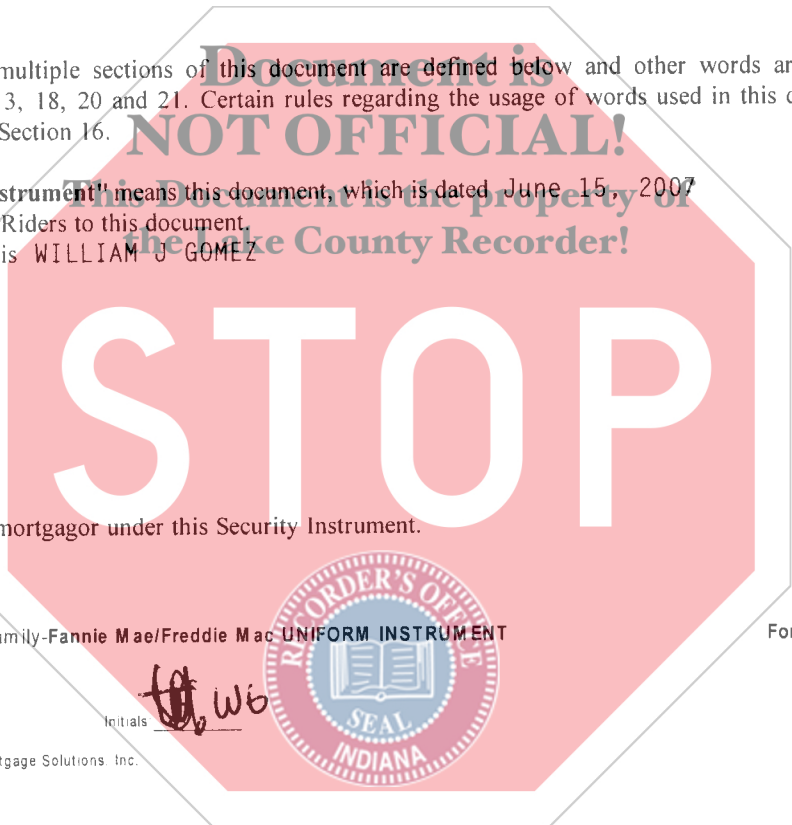 Document is
multiple sections of this document are defined below and other words ar
3, 18, 20 and 21. Certain rules regarding the usage of words used in this
Section 16.
NOT OFFICIAL!
strument" means this document, which is dated June 15, 2007
This Document is the property of
Riders to this document.
the Lake County Recorder!
is WILLIAM J GOMEZ
STOP
mortgagor under this Security Instrument.
amily-Fannie Mae/Freddie Mac UNIFORM INSTRUMENT
For
Initials WG
tgage Solutions, Inc.
RECORDER'S OFFICE
SEAL
INDIANA